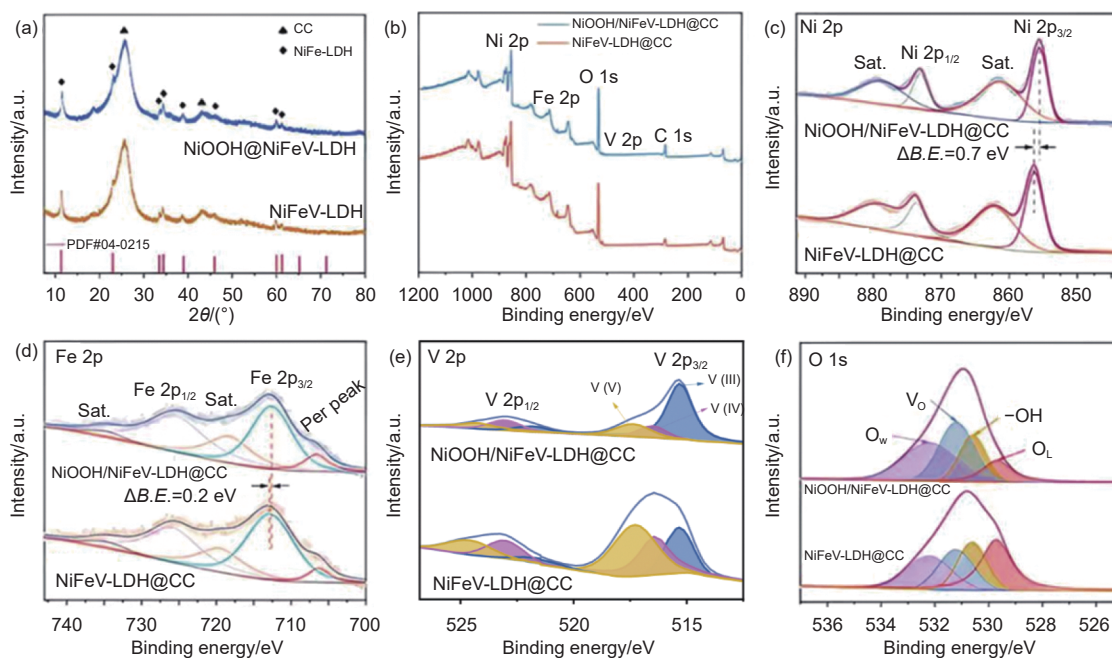 (a)
▲ CC
◆ NiFe-LDH
NiOOH@NiFeV-LDH
NiFeV-LDH
PDF#04-0215
Intensity/a.u.
10 20 30 40 50 60 70 80
2θ/(°)
(b)
NiOOH/NiFeV-LDH@CC
NiFeV-LDH@CC
Ni 2p
O 1s
Fe 2p
V 2p
C 1s
Intensity/a.u.
1200 1000 800 600 400 200 0
Binding energy/eV
(c)
Ni 2p
Ni 2p3/2
Sat.
Ni 2p1/2
Sat.
NiOOH/NiFeV-LDH@CC
ΔB.E.=0.7 eV
NiFeV-LDH@CC
Intensity/a.u.
890 880 870 860 850
Binding energy/eV
(d)
Fe 2p
Fe 2p3/2
Fe 2p1/2
Sat.
Sat.
Per peak
NiOOH/NiFeV-LDH@CC
ΔB.E.=0.2 eV
NiFeV-LDH@CC
Intensity/a.u.
740 730 720 710 700
Binding energy/eV
(e)
V 2p
V 2p3/2
V (III)
V (V)
V (IV)
V 2p1/2
NiOOH/NiFeV-LDH@CC
NiFeV-LDH@CC
Intensity/a.u.
525 520 515
Binding energy/eV
(f)
O 1s
VO
−OH
Ow
OL
NiOOH/NiFeV-LDH@CC
NiFeV-LDH@CC
Intensity/a.u.
536 534 532 530 528 526
Binding energy/eV